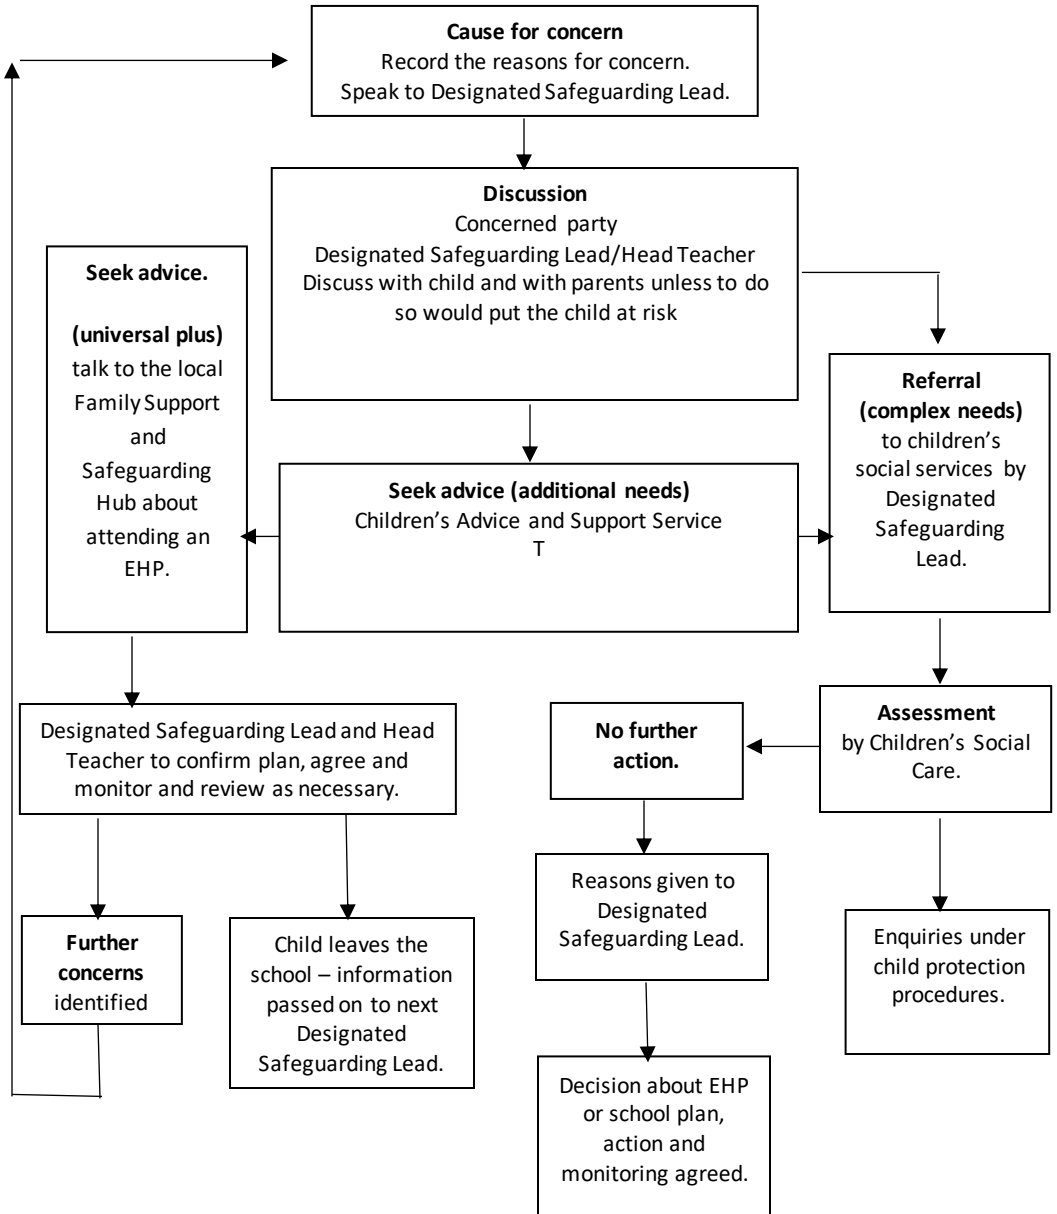 Cause for concern
Record the reasons for concern.
Speak to Designated Safeguarding Lead.
Discussion
Concerned party
Designated Safeguarding Lead/Head Teacher
Discuss with child and with parents unless to do
so would put the child at risk
Seek advice.
(universal plus)
talk to the local
Family Support
and
Safeguarding
Hub about
attending an
EHP.
Seek advice (additional needs)
Children’s Advice and Support Service
T
Referral
(complex needs)
to children’s
social services by
Designated
Safeguarding
Lead.
Designated Safeguarding Lead and Head
Teacher to confirm plan, agree and
monitor and review as necessary.
No further
action.
Assessment
by Children’s Social
Care.
Further
concerns
identified
Child leaves the
school – information
passed on to next
Designated
Safeguarding Lead.
Reasons given to
Designated
Safeguarding Lead.
Enquiries under
child protection
procedures.
Decision about EHP
or school plan,
action and
monitoring agreed.